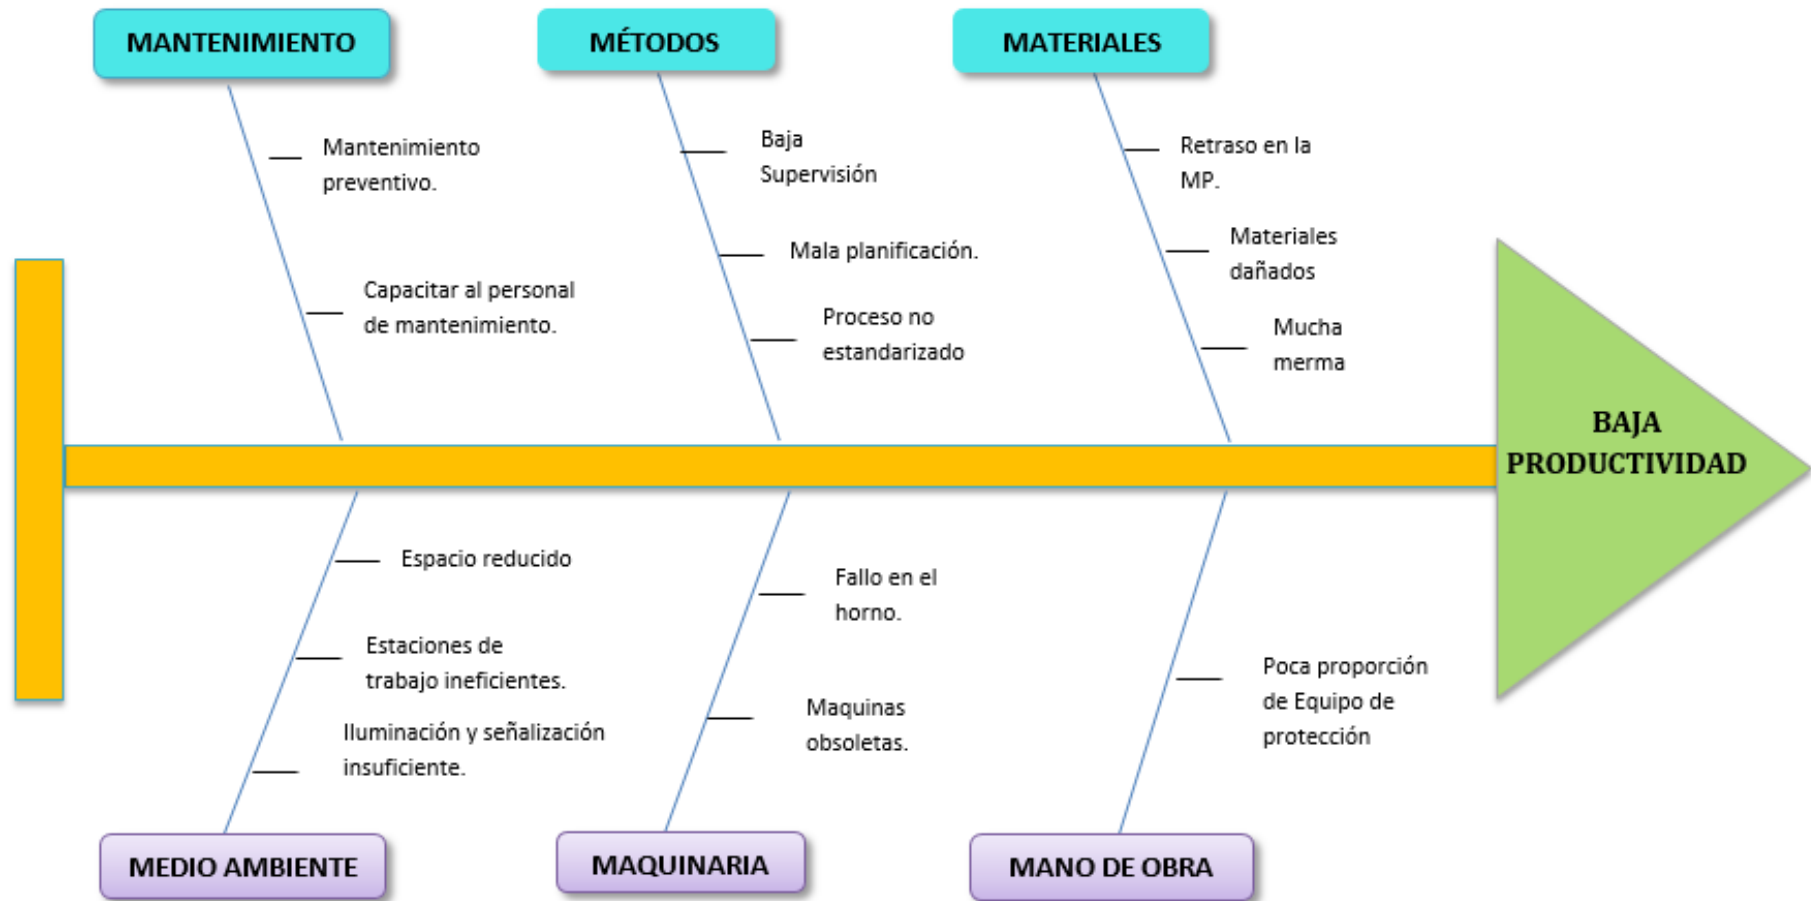 MANTENIMIENTO
MÉTODOS
MATERIALES
Mantenimiento
preventivo.
Capacitar al personal
de mantenimiento.
Baja
Supervisión
Mala planificación.
Proceso no
estandarizado
Retraso en la
MP.
Materiales
dañados
Mucha
merma
BAJA
PRODUCTIVIDAD
Espacio reducido
Estaciones de
trabajo ineficientes.
Iluminación y señalización
insuficiente.
Fallo en el
horno.
Maquinas
obsoletas.
Poca proporción
de Equipo de
protección
MEDIO AMBIENTE
MAQUINARIA
MANO DE OBRA